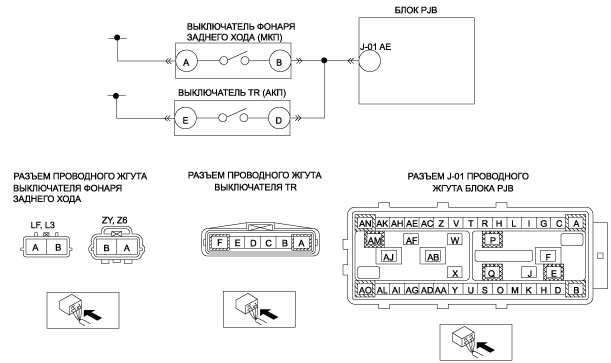 БЛОК PJB
ВЫКЛЮЧАТЕЛЬ ФОНАРЯ
ЗАДНЕГО ХОДА (МКП)
J-01 AE
A B
ВЫКЛЮЧАТЕЛЬ TR (АКП)
E D
РАЗЪЕМ ПРОВОДНОГО ЖГУТА
ВЫКЛЮЧАТЕЛЯ ФОНАРЯ
ЗАДНЕГО ХОДА
LF, L3
A B
ZY, Z6
B A
РАЗЪЕМ ПРОВОДНОГО ЖГУТА
ВЫКЛЮЧАТЕЛЯ TR
F E D C B A
РАЗЪЕМ J-01 ПРОВОДНОГО
ЖГУТА БЛОКА PJB
AN AK AH AE AC Z V T R H L I G C A
AM AF W P
AJ AB F
X Q J E
AO AL AI AG AD AA Y U S O M K H D B